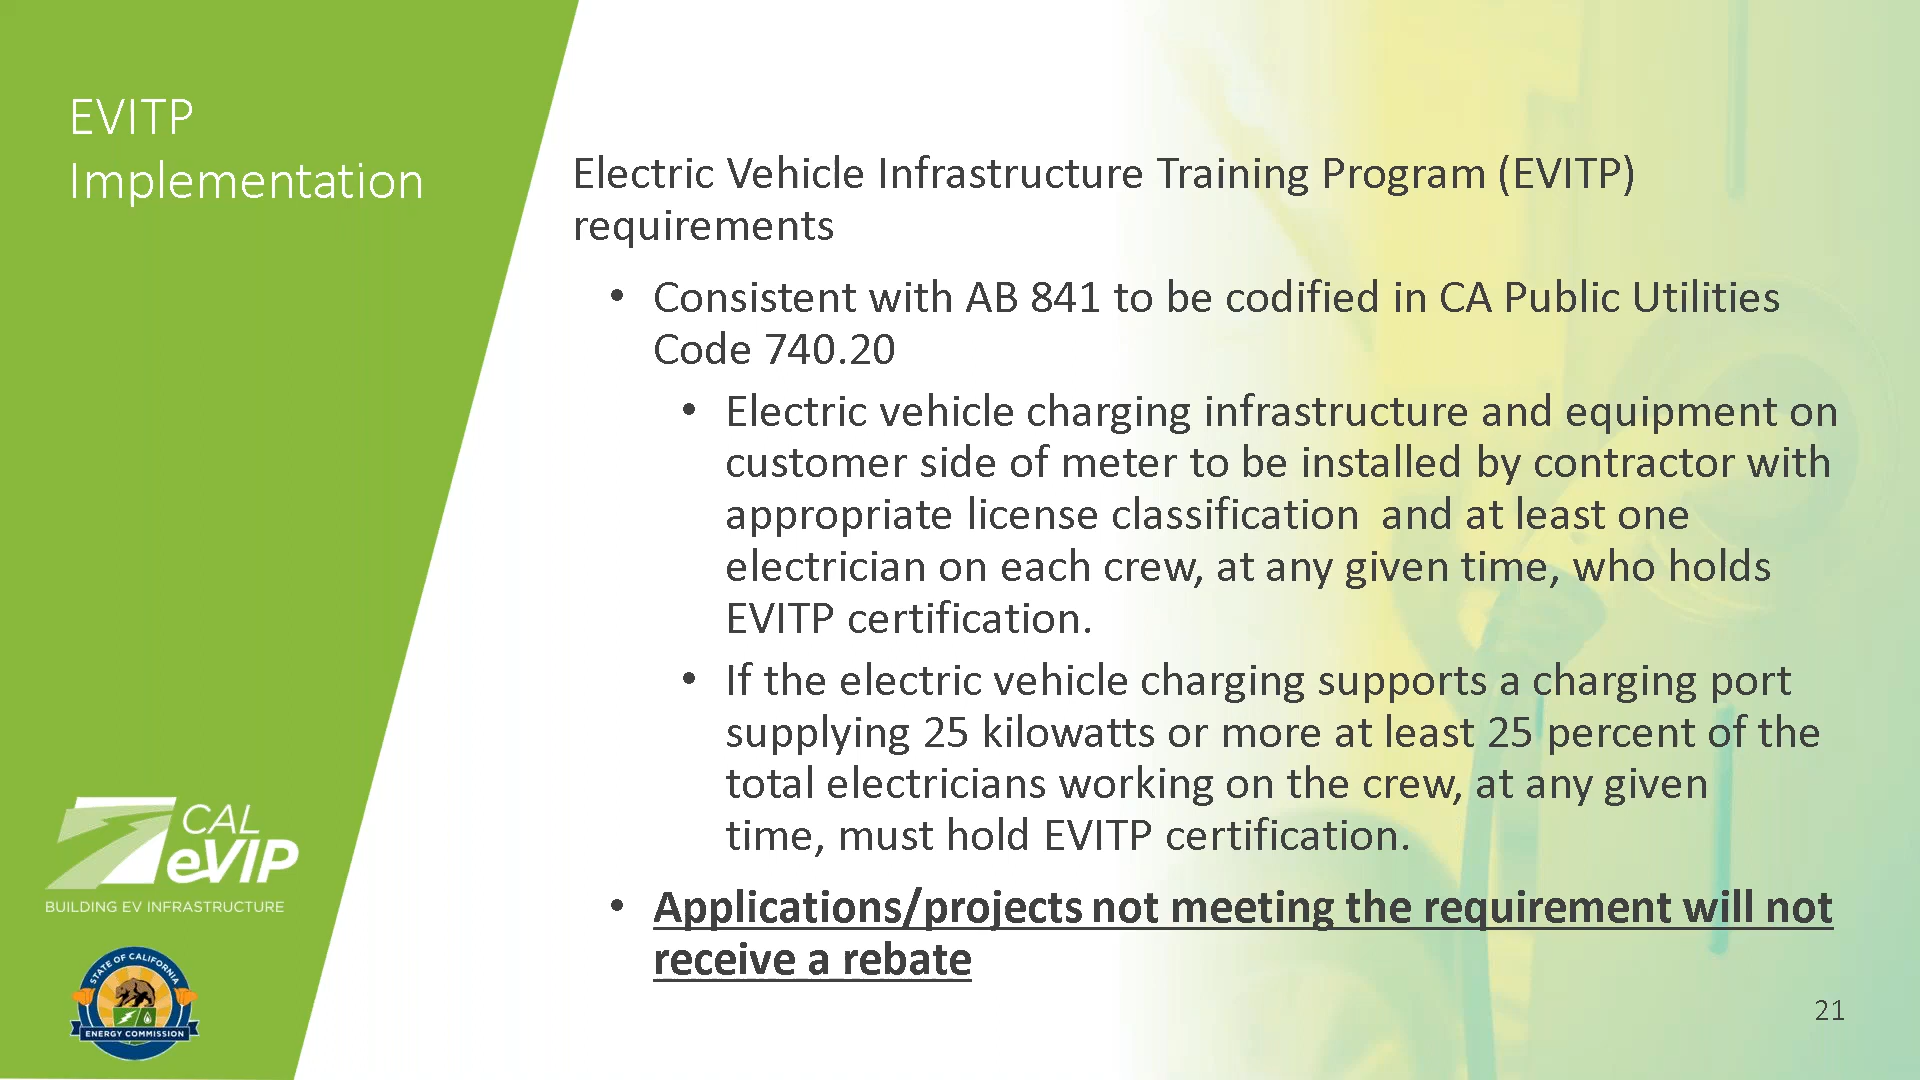 EVITP
Implementation
Electric Vehicle Infrastructure Training Program (EVITP)
requirements
• Consistent with AB 841 to be codified in CA Public Utilities
Code 740.20
• Electric vehicle charging infrastructure and equipment on
customer side of meter to be installed by contractor with
appropriate license classification  and at least one
electrician on each crew, at any given time, who holds
EVITP certification.
• If the electric vehicle charging supports a charging port
supplying 25 kilowatts or more at least 25 percent of the
total electricians working on the crew, at any given
time, must hold EVITP certification.
• Applications/projects not meeting the requirement will not
receive a rebate
CAL
eVIP
BUILDING EV INFRASTRUCTURE
STATE OF CALIFORNIA
ENERGY COMMISSION
21